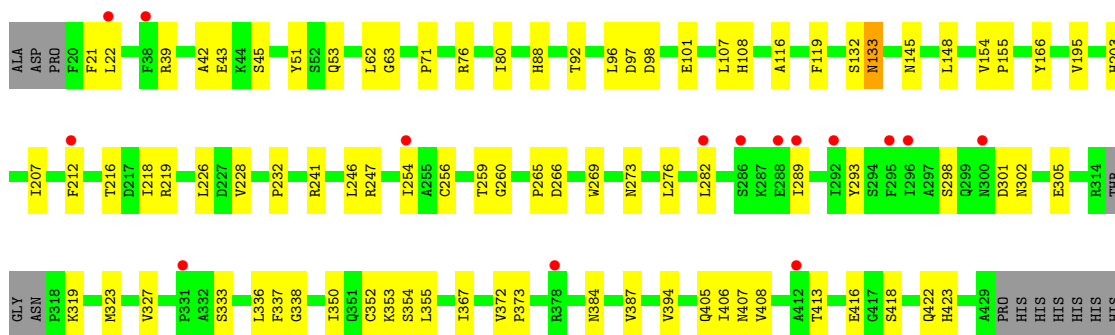 ALA ASP PRO F20 F21 L22 F38 R39 A42 E43 K44 S45 Y51 S52 Q53 L62 G63 P71 R76 I80 H88 T92 L96 D97 D98 E101 L107 H108 A116 F119 S132 N133 N145 L148 V154 P155 Y166 V195 H203
I207 F212 T216 D217 I218 R219 L226 D227 V228 P232 R241 L246 R247 I254 A255 C256 T259 G260 P265 D266 W269 N273 L276 L282 S286 K287 E288 I289 I292 Y293 S294 F295 I296 A297 S298 Q299 N300 D301 N302 E305 R314 THR
GLY ASN P318 K319 M323 V327 P331 A332 S333 L336 F337 G338 I350 Q351 C352 K353 S354 L355 I367 V372 P373 R378 N384 V387 V394 Q405 I406 N407 V408 A412 T413 E416 G417 S418 Q422 H423 A429 PRO HIS HIS HIS HIS HIS HIS